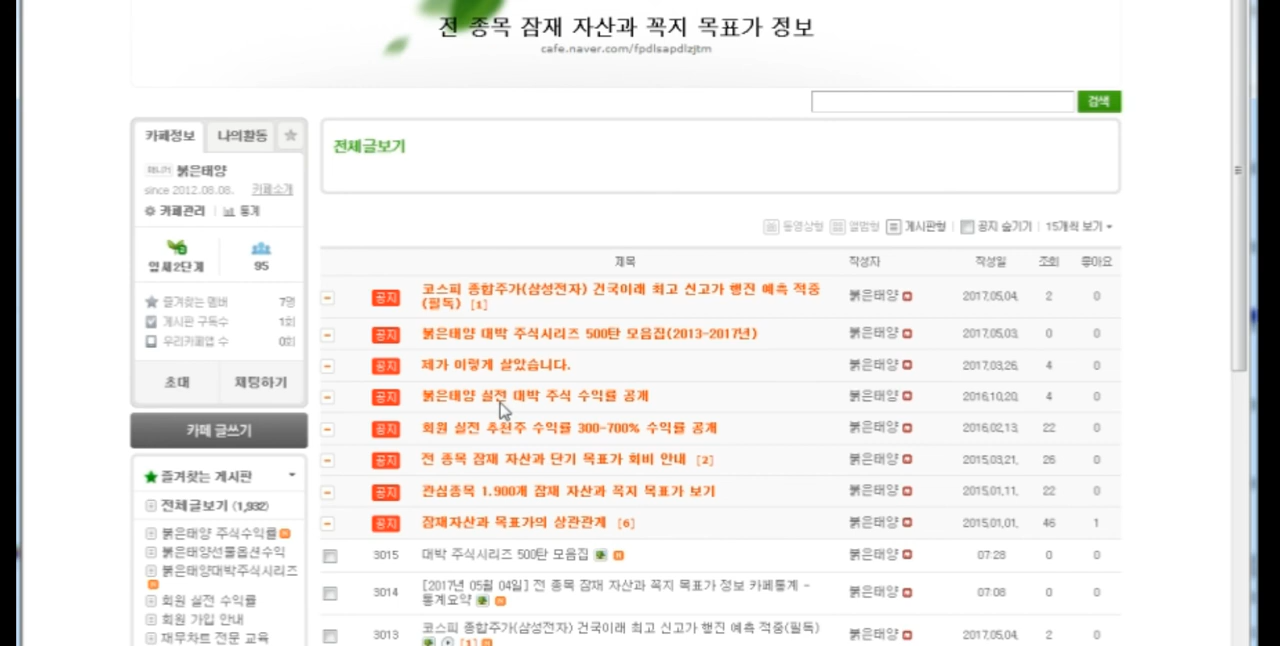 전 종목 잠재 자산과 꼭지 목표가 정보
cafe.naver.com/fpdlsapdlzjtm
검색
카페정보 나의활동
매니저 붉은태양
since 2012.08.08. 카페소개
카페관리 통계
잎새2단계 95
즐겨찾는 멤버 7명
게시판 구독수 1회
우리카페앱 수 0회
초대 채팅하기
카페 글쓰기
즐겨찾는 게시판
전체글보기 (1,932)
붉은태양 주식수익률
붉은태양선물옵션수익
붉은태양대박주식시리즈
회원 실전 수익률
회원 가입 안내
재무차트 전문 교육
전체글보기
동영상형 앨범형 게시판형 공지 숨기기 15개씩 보기
제목 작성자 작성일 조회 좋아요
공지 코스피 종합주가(삼성전자) 건국이래 최고 신고가 행진 예측 적중
(필독) [1] 붉은태양 2017.05.04. 2 0
공지 붉은태양 대박 주식시리즈 500탄 모음집(2013-2017년) 붉은태양 2017.05.03. 0 0
공지 제가 이렇게 살았습니다. 붉은태양 2017.03.26. 4 0
공지 붉은태양 실전 대박 주식 수익률 공개 붉은태양 2016.10.20. 4 0
공지 회원 실전 추천주 수익률 300-700% 수익률 공개 붉은태양 2016.02.13. 22 0
공지 전 종목 잠재 자산과 단기 목표가 회비 안내 [2] 붉은태양 2015.03.21. 26 0
공지 관심종목 1.900개 잠재 자산과 꼭지 목표가 보기 붉은태양 2015.01.11. 22 0
공지 잠재자산과 목표가의 상관관계 [6] 붉은태양 2015.01.01. 46 1
3015 대박 주식시리즈 500탄 모음집 붉은태양 07:28 0 0
3014 [2017년 05월 04일] 전 종목 잠재 자산과 꼭지 목표가 정보 카페통계 -
통계요약 붉은태양 07:08 0 0
3013 코스피 종합주가(삼성전자) 건국이래 최고 신고가 행진 예측 적중(필독)
[1] 붉은태양 2017.05.04. 2 0